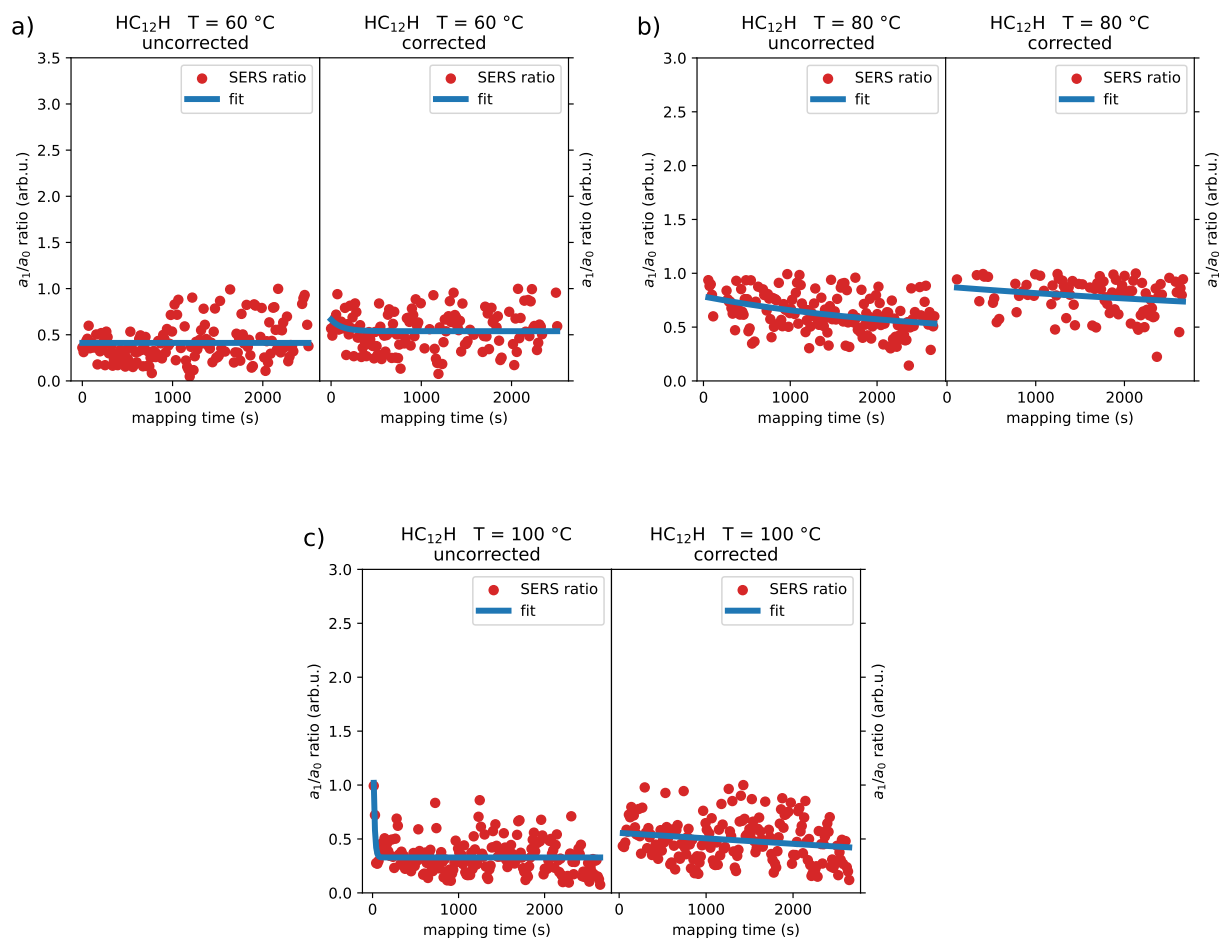 a)
HC₁₂H T = 60 °C
uncorrected
HC₁₂H T = 60 °C
corrected
SERS ratio
fit
SERS ratio
fit
3.5
3.0
2.5
2.0
1.5
1.0
0.5
0.0
a₁/a₀ ratio (arb.u.)
a₁/a₀ ratio (arb.u.)
0 1000 2000
0 1000 2000
mapping time (s)
mapping time (s)
b)
HC₁₂H T = 80 °C
uncorrected
HC₁₂H T = 80 °C
corrected
SERS ratio
fit
SERS ratio
fit
3.0
2.5
2.0
1.5
1.0
0.5
0.0
a₁/a₀ ratio (arb.u.)
a₁/a₀ ratio (arb.u.)
0 1000 2000
0 1000 2000
mapping time (s)
mapping time (s)
c)
HC₁₂H T = 100 °C
uncorrected
HC₁₂H T = 100 °C
corrected
SERS ratio
fit
SERS ratio
fit
3.0
2.5
2.0
1.5
1.0
0.5
0.0
a₁/a₀ ratio (arb.u.)
a₁/a₀ ratio (arb.u.)
0 1000 2000
0 1000 2000
mapping time (s)
mapping time (s)